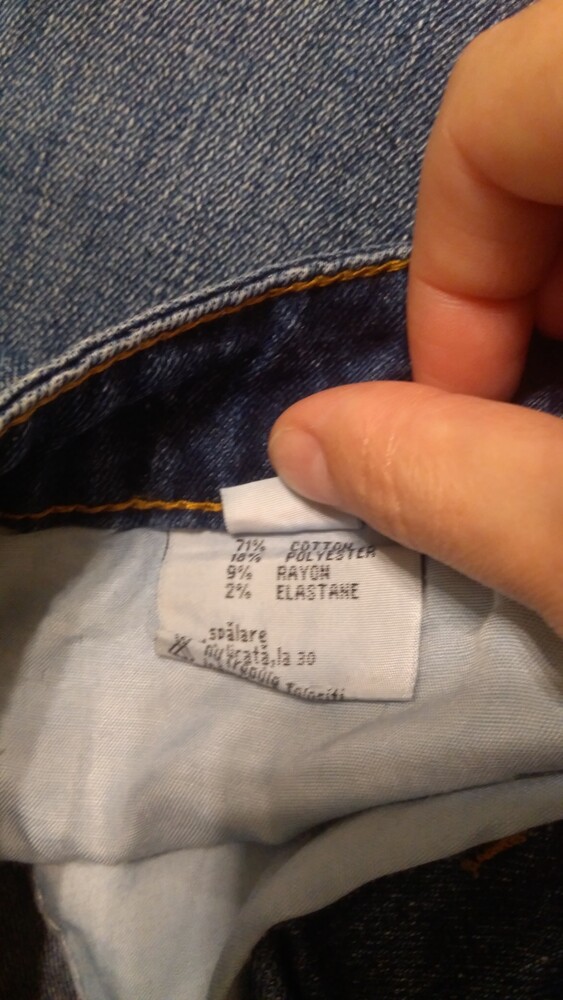 71% COTTON
18% POLYESTER
9% RAYON
2% ELASTANE
spălare
la 30